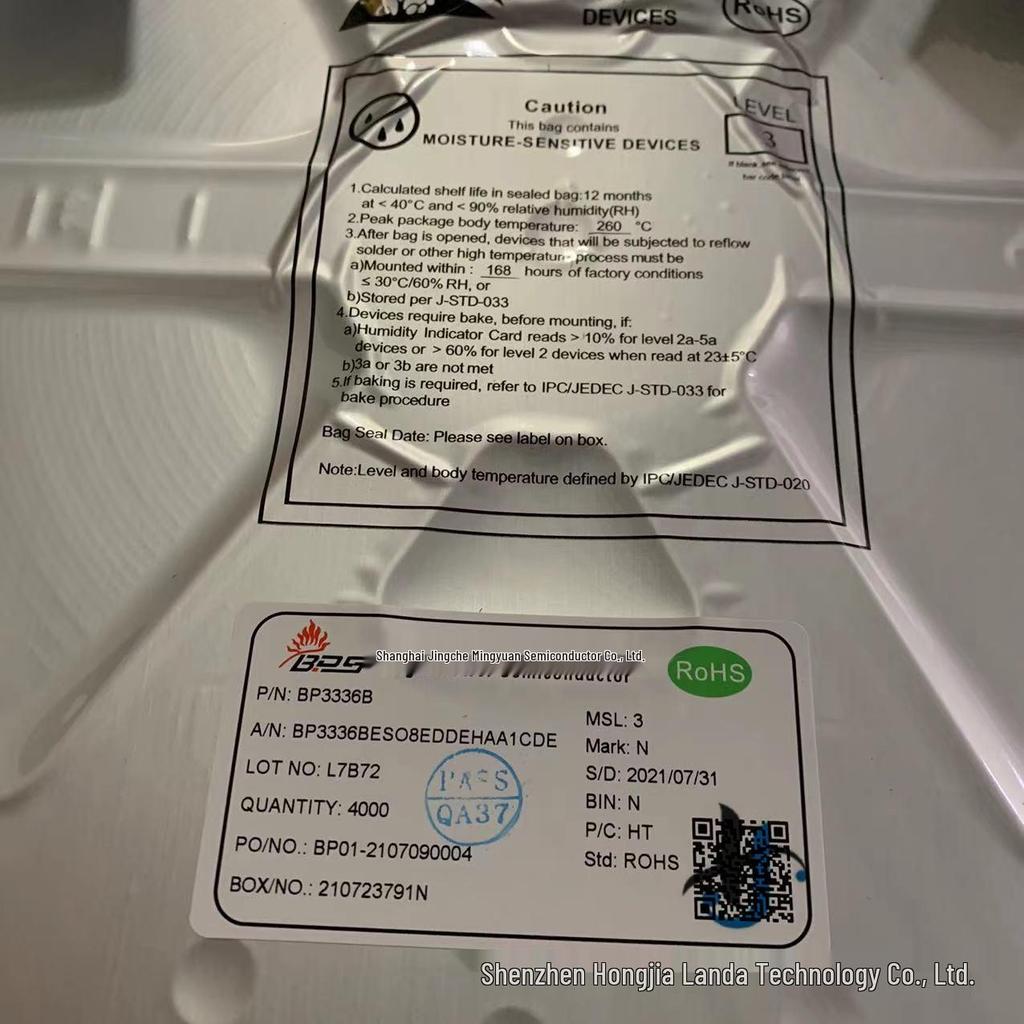 DEVICES
RoHS
Caution
This bag contains
MOISTURE-SENSITIVE DEVICES
LEVEL
3
If blank, see
bar code label
1.Calculated shelf life in sealed bag:12 months
at < 40°C and < 90% relative humidity(RH)
2.Peak package body temperature: 260 °C
3.After bag is opened, devices that will be subjected to reflow
solder or other high temperature process must be
a)Mounted within : 168 hours of factory conditions
≤ 30°C/60% RH, or
b)Stored per J-STD-033
4.Devices require bake, before mounting, if:
a)Humidity Indicator Card reads > 10% for level 2a-5a
devices or > 60% for level 2 devices when read at 23±5°C
b)3a or 3b are not met
5.If baking is required, refer to IPC/JEDEC J-STD-033 for
bake procedure
Bag Seal Date: Please see label on box.
Note:Level and body temperature defined by IPC/JEDEC J-STD-020
BPS
Shanghai Jingche Mingyuan Semiconductor Co., Ltd.
Semiconductor
RoHS
P/N: BP3336B
A/N: BP3336BESO8EDDEHAA1CDE
LOT NO: L7B72
QUANTITY: 4000
PO/NO.: BP01-2107090004
BOX/NO.: 210723791N
PASS
QA37
MSL: 3
Mark: N
S/D: 2021/07/31
BIN: N
P/C: HT
Std: ROHS
Shenzhen Hongjia Landa Technology Co., Ltd.